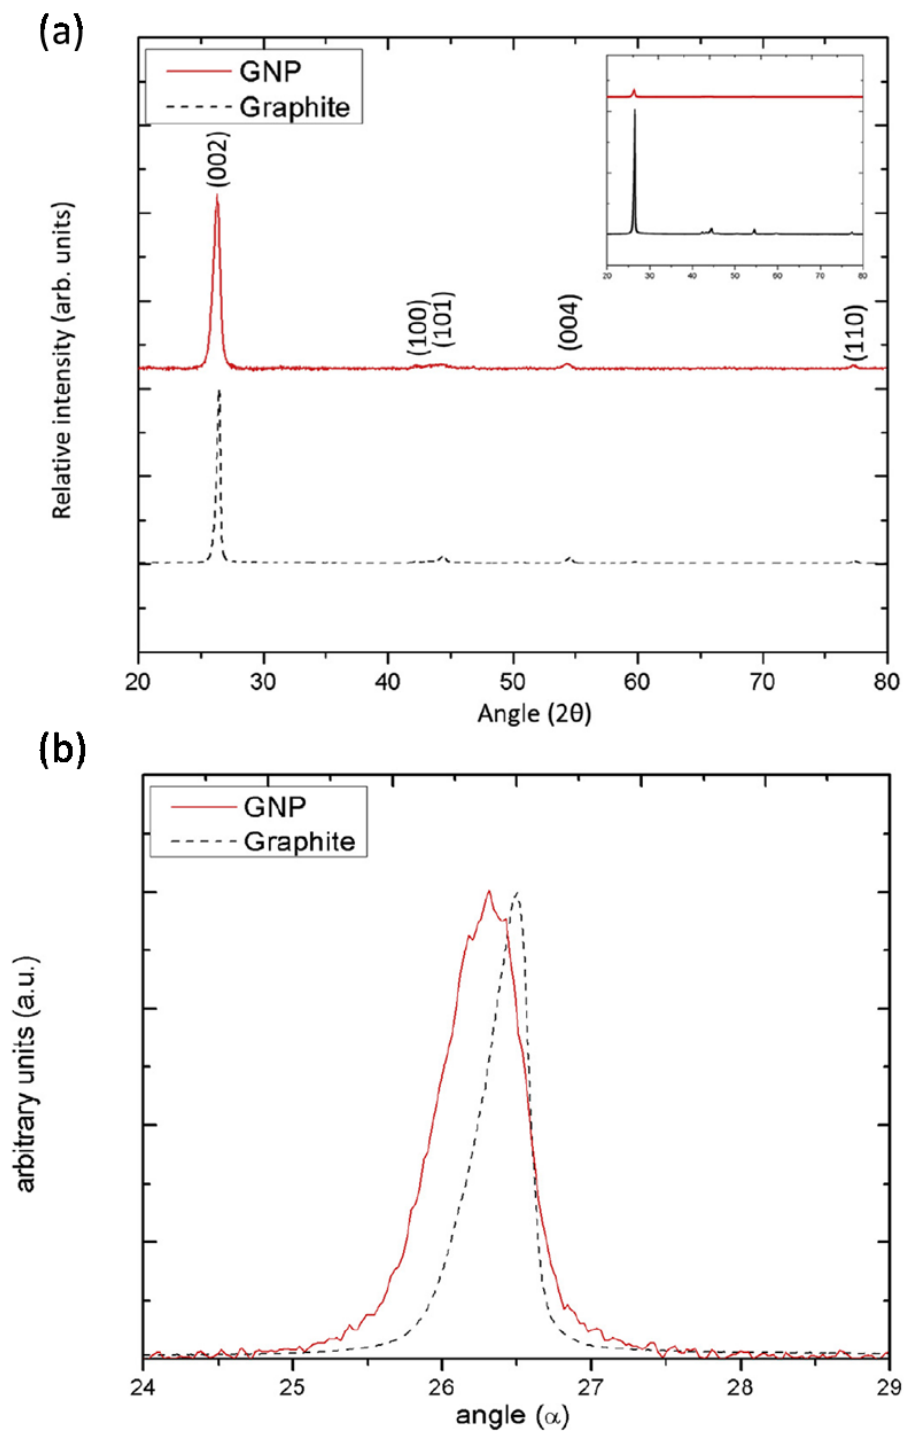 (a)
GNP
Graphite
(002)
(100)
(101)
(004)
(110)
20 30 40 50 60 70 80
Relative intensity (arb. units)
20 30 40 50 60 70 80
Angle (2θ)
(b)
GNP
Graphite
arbitrary units (a.u.)
24 25 26 27 28 29
angle (α)